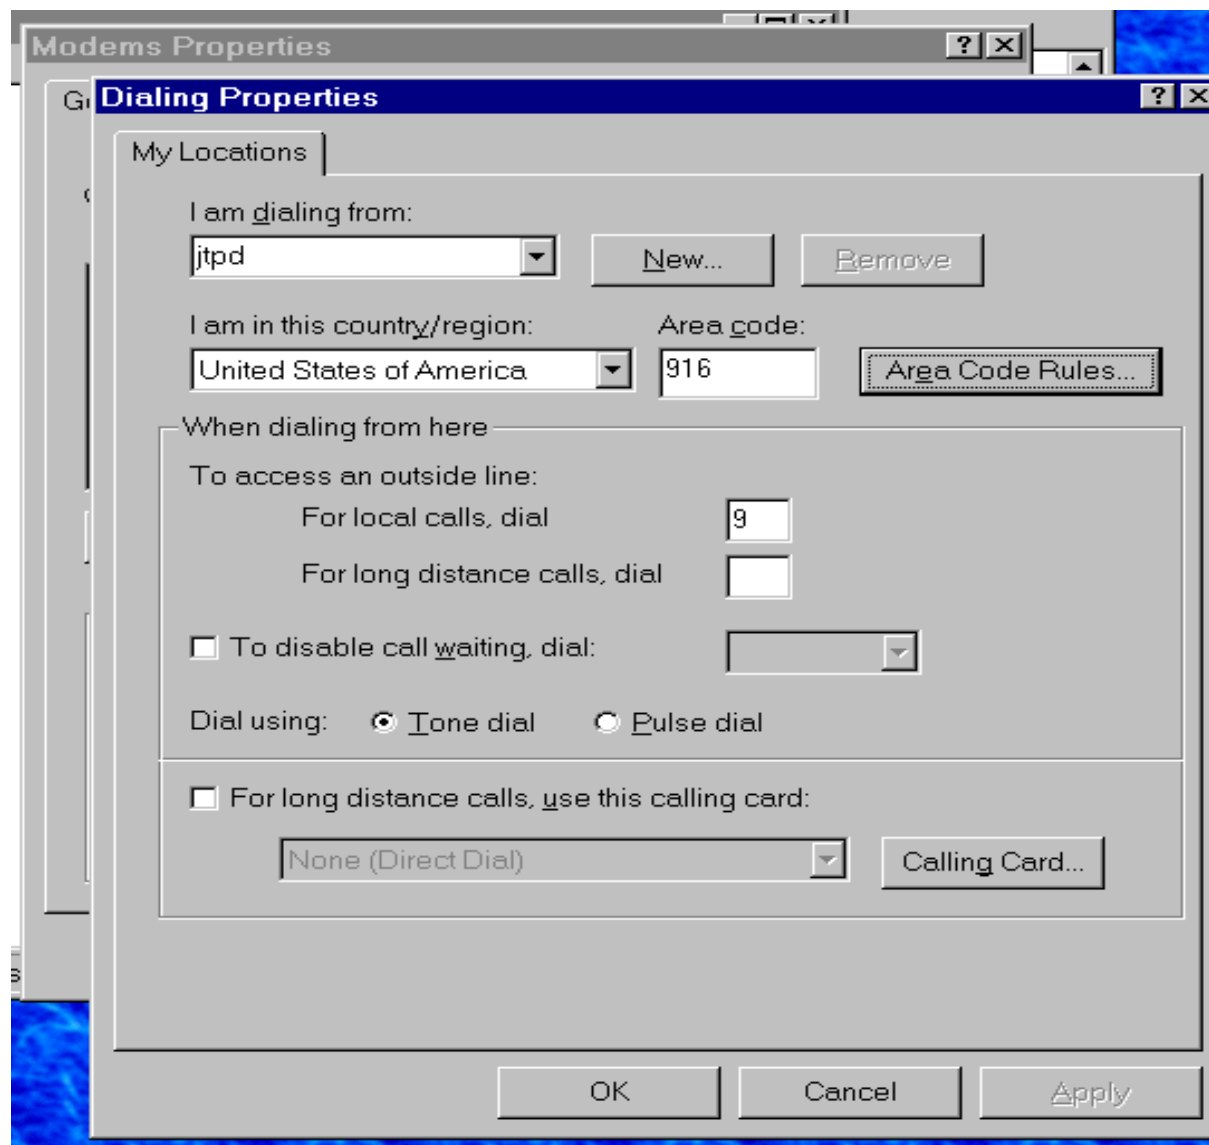 Modems Properties
Dialing Properties
My Locations
I am dialing from:
jtpd
New...
Remove
I am in this country/region:
Area code:
United States of America
916
Area Code Rules...
When dialing from here
To access an outside line:
For local calls, dial
9
For long distance calls, dial
To disable call waiting, dial:
Dial using:
Tone dial
Pulse dial
For long distance calls, use this calling card:
None (Direct Dial)
Calling Card...
OK
Cancel
Apply